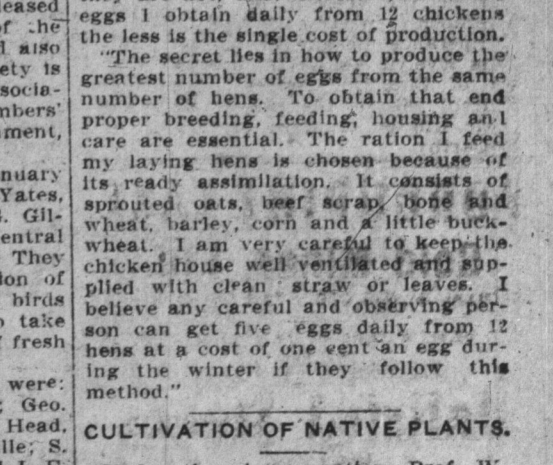 eased
of the
also
ety is
socia-
mbers'
ment,
nuary
Yates,
Gil-
entral
They
ion of
birds
take
fresh
were:
Geo.
Head,
lle; S.
eggs I obtain daily from 12 chickens
the less is the single cost of production.
"The secret lies in how to produce the
greatest number of eggs from the same
number of hens. To obtain that end
proper breeding, feeding, housing and
care are essential. The ration I feed
my laying hens is chosen because of
its ready assimilation. It consists of
sprouted oats, beef scrap, bone and
wheat, barley, corn and a little buck-
wheat. I am very careful to keep the
chicken house well ventilated and sup-
plied with clean straw or leaves. I
believe any careful and observing per-
son can get five eggs daily from 12
hens at a cost of one cent an egg dur-
ing the winter if they follow this
method."
CULTIVATION OF NATIVE PLANTS.
Prof. W.